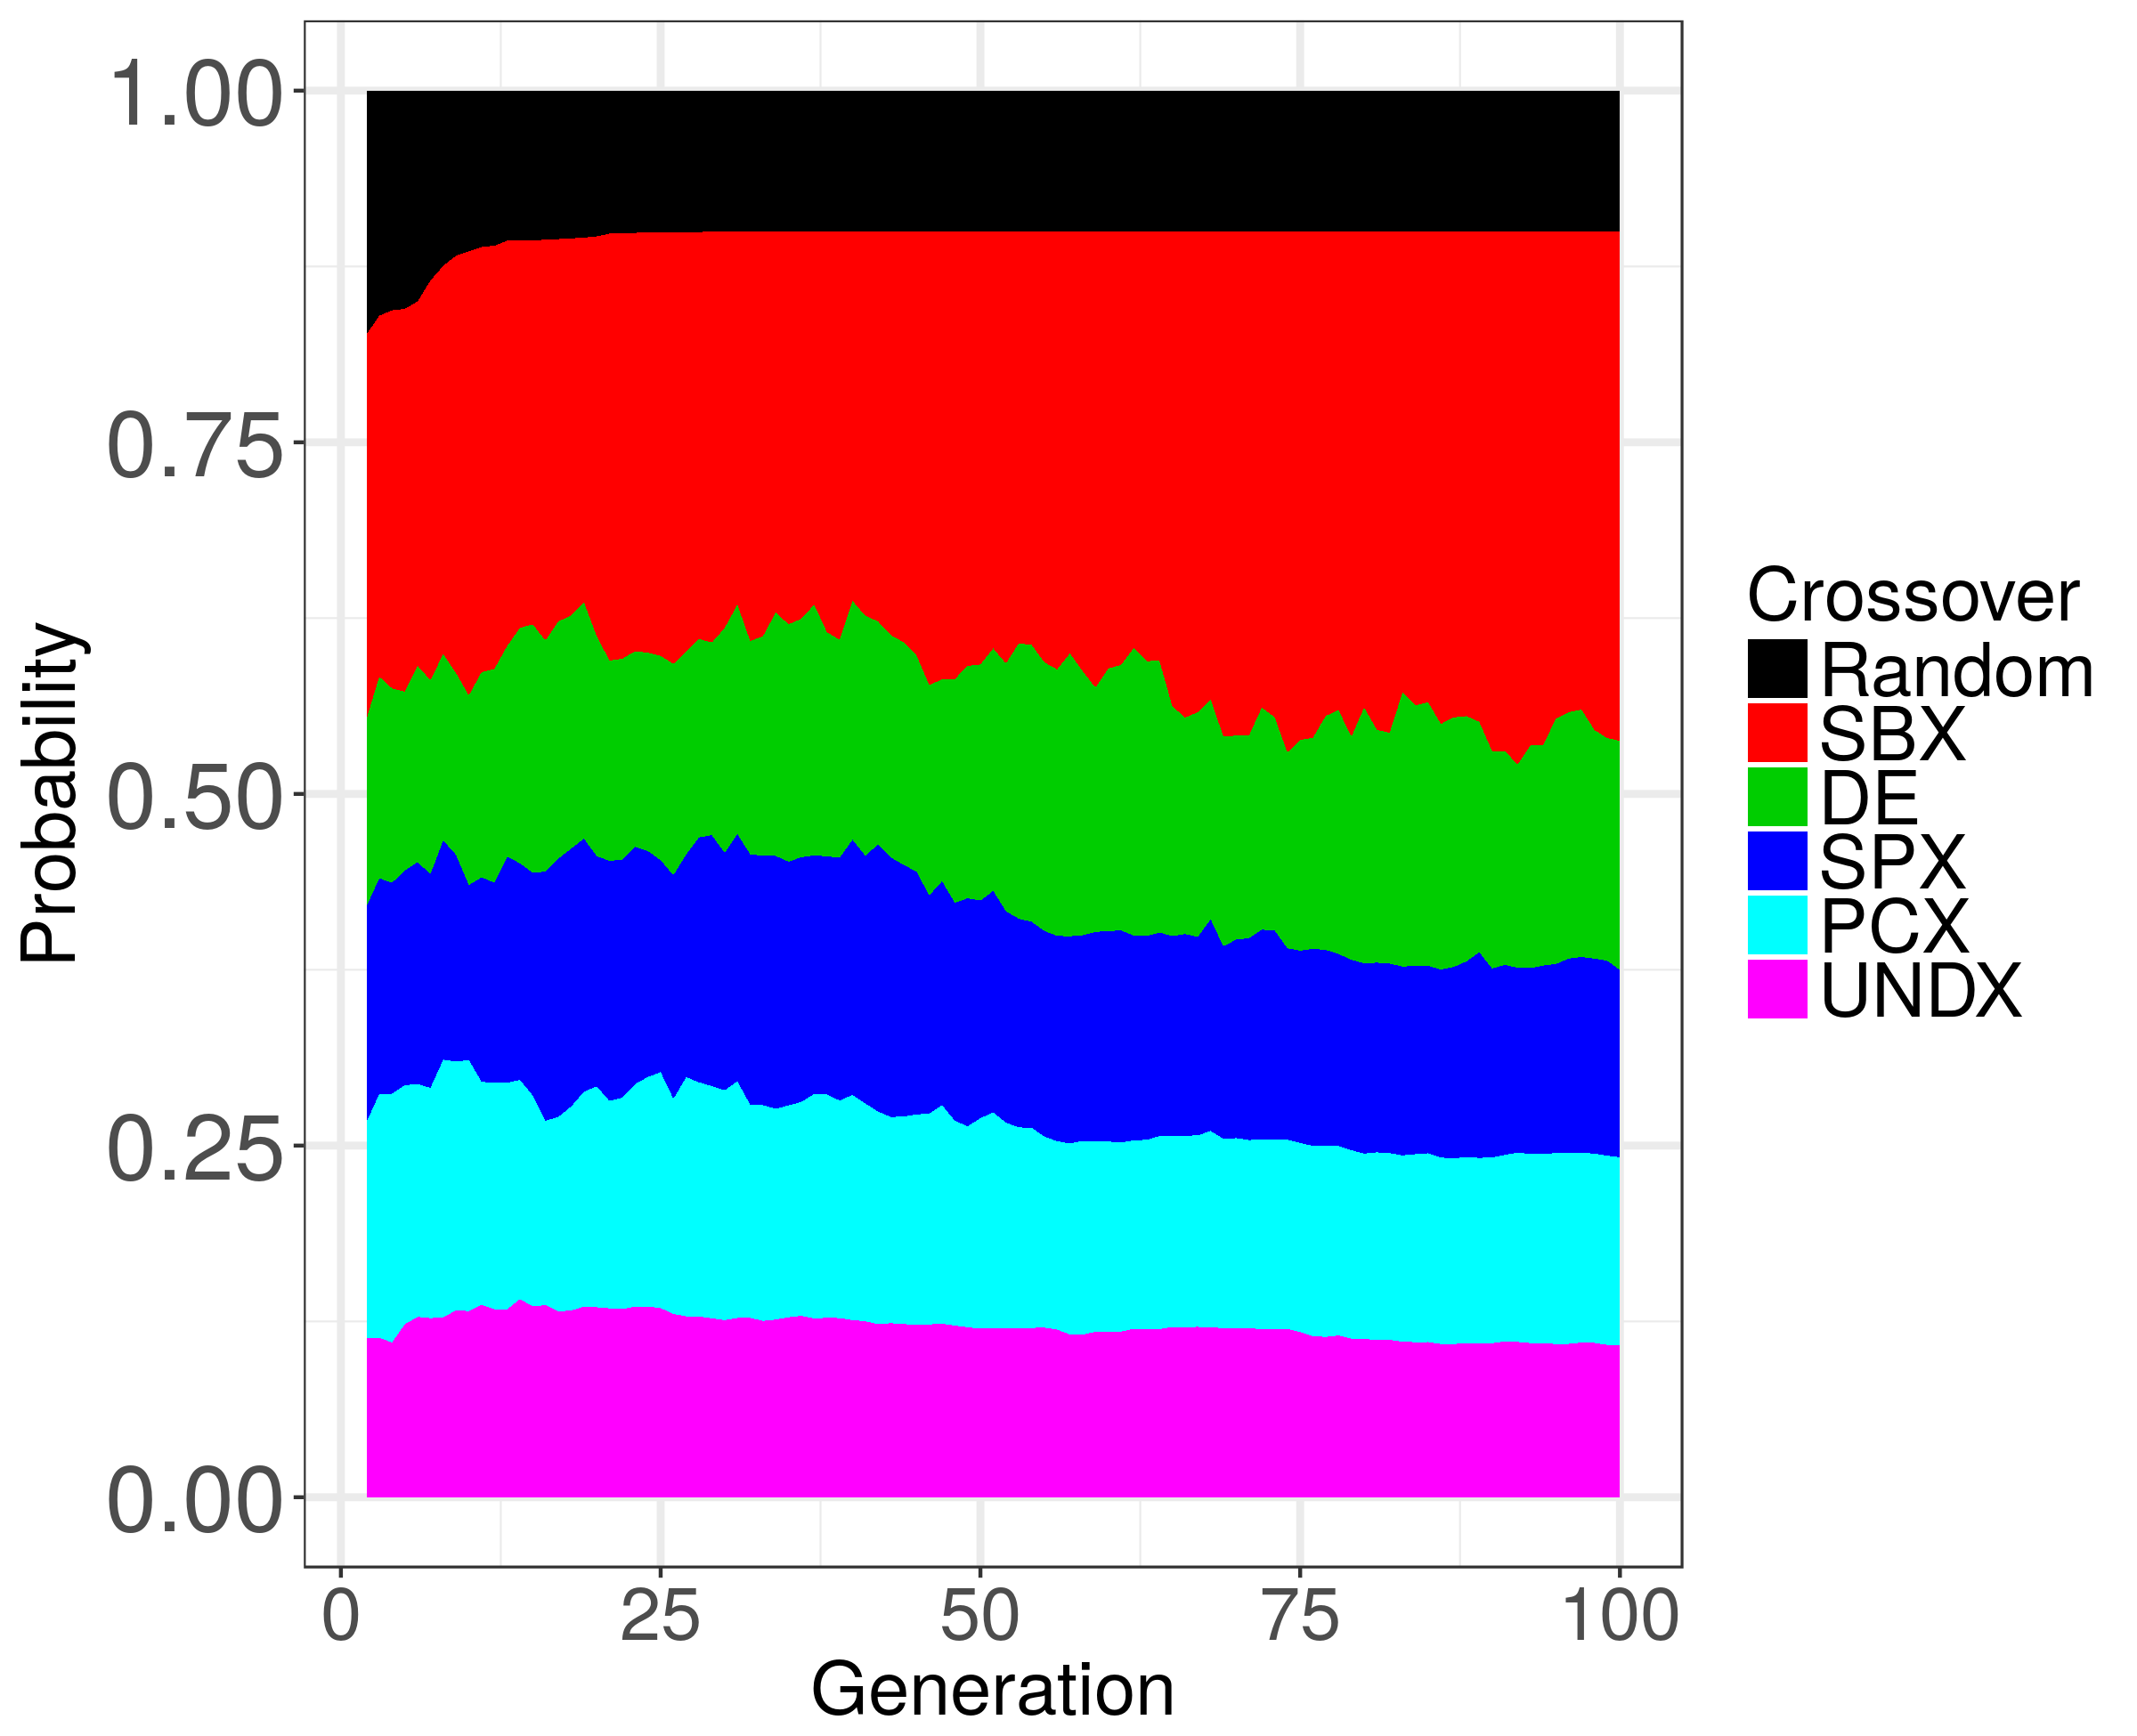 1.00
0.75
0.50
0.25
0.00
Probability
0 25 50 75 100
Generation
Crossover
Random
SBX
DE
SPX
PCX
UNDX